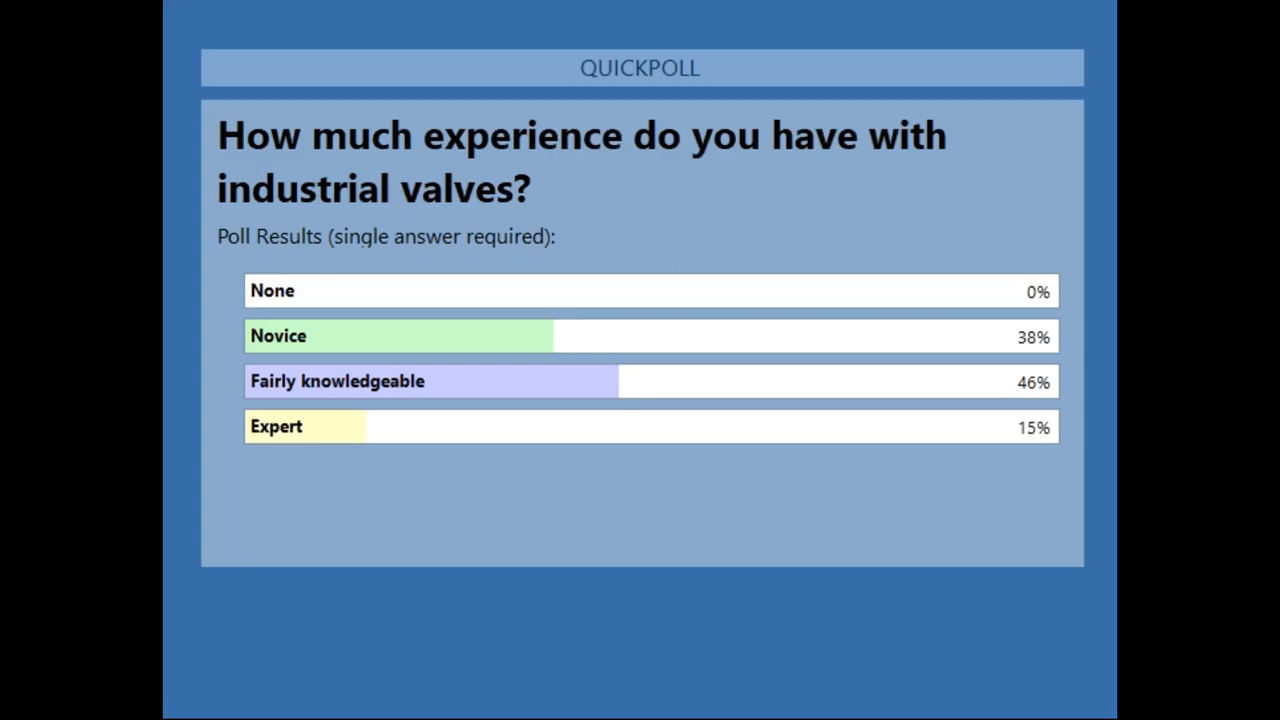 QUICKPOLL
How much experience do you have with
industrial valves?
Poll Results (single answer required):
None 0%
Novice 38%
Fairly knowledgeable 46%
Expert 15%